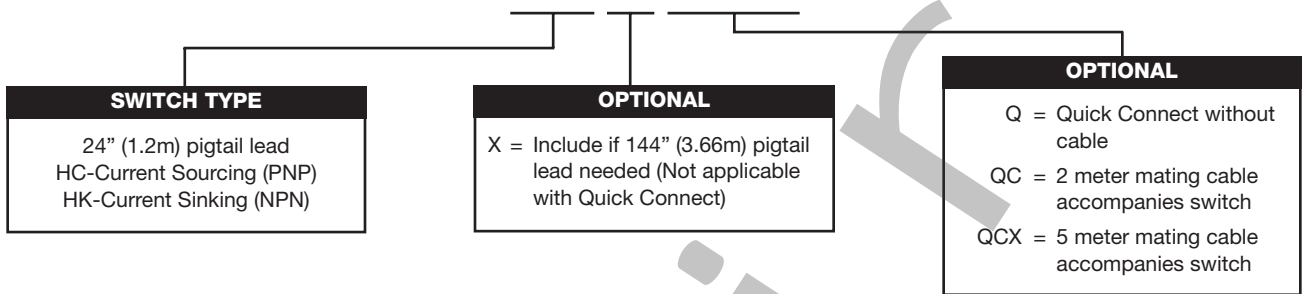 SWITCH TYPE
24” (1.2m) pigtail lead
HC-Current Sourcing (PNP)
HK-Current Sinking (NPN)
OPTIONAL
X = Include if 144” (3.66m) pigtail
lead needed (Not applicable
with Quick Connect)
OPTIONAL
Q = Quick Connect without
cable
QC = 2 meter mating cable
accompanies switch
QCX = 5 meter mating cable
accompanies switch